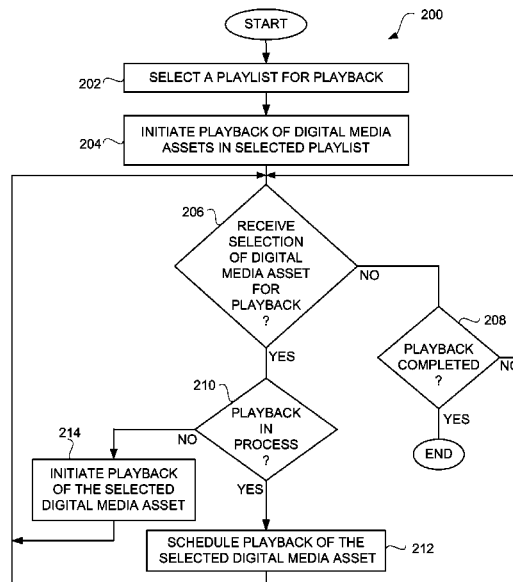 START
200
202
SELECT A PLAYLIST FOR PLAYBACK
204
INITIATE PLAYBACK OF DIGITAL MEDIA
ASSETS IN SELECTED PLAYLIST
206
RECEIVE
SELECTION
OF DIGITAL
MEDIA ASSET
FOR
PLAYBACK
?
NO
208
PLAYBACK
COMPLETED
?
NO
YES
END
YES
210
PLAYBACK
IN
PROCESS
?
NO
214
INITIATE PLAYBACK
OF THE SELECTED
DIGITAL MEDIA ASSET
YES
SCHEDULE PLAYBACK OF THE
SELECTED DIGITAL MEDIA ASSET
212